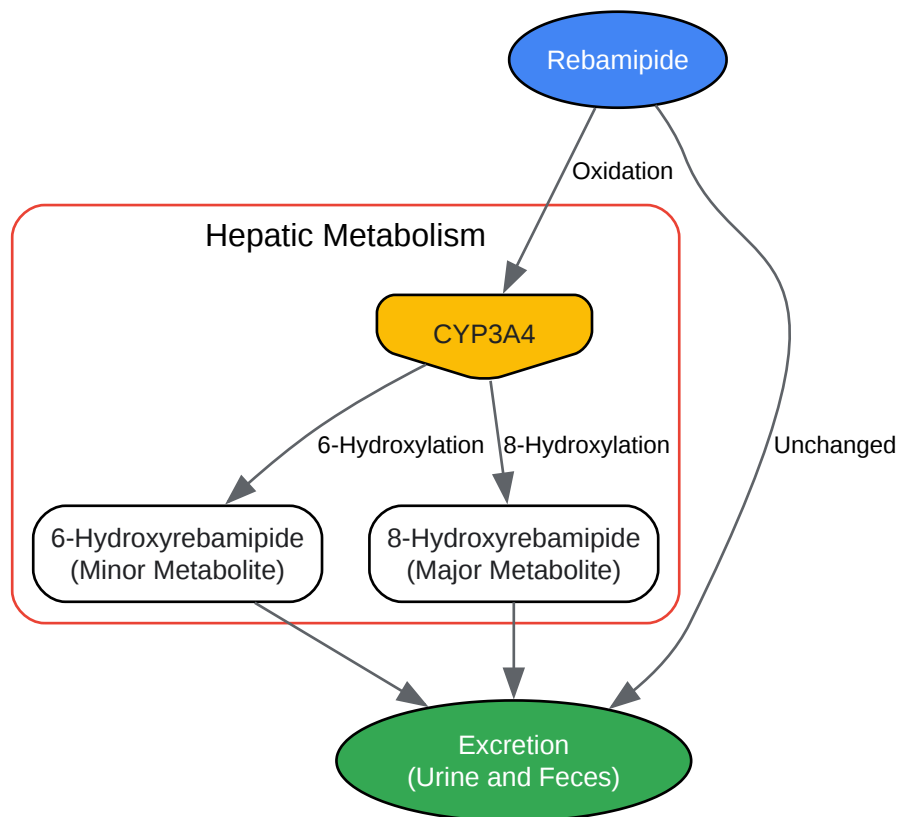 Rebamipide
Oxidation
Hepatic Metabolism
CYP3A4
6-Hydroxylation
8-Hydroxylation
Unchanged
6-Hydroxyrebamipide
(Minor Metabolite)
8-Hydroxyrebamipide
(Major Metabolite)
Excretion
(Urine and Feces)